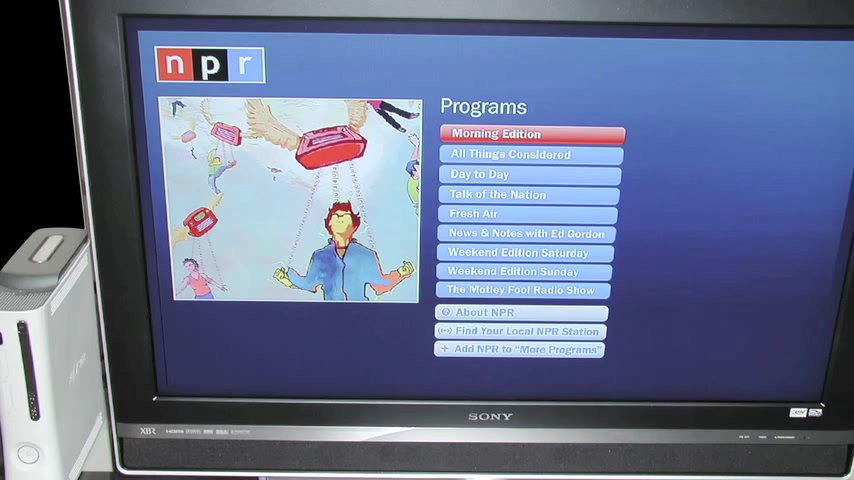 npr
Programs
Morning Edition
All Things Considered
Day to Day
Talk of the Nation
Fresh Air
News & Notes with Ed Gordon
Weekend Edition Saturday
Weekend Edition Sunday
The Motley Fool Radio Show
About NPR
Find Your Local NPR Station
+ Add NPR to “More Programs”
SONY
XBR
HDMI